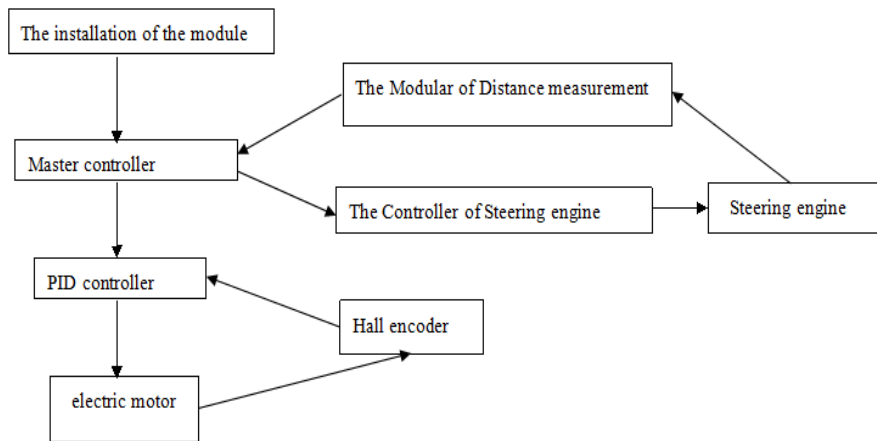 The installation of the module
The Modular of Distance measurement
Master controller
The Controller of Steering engine
Steering engine
PID controller
Hall encoder
electric motor